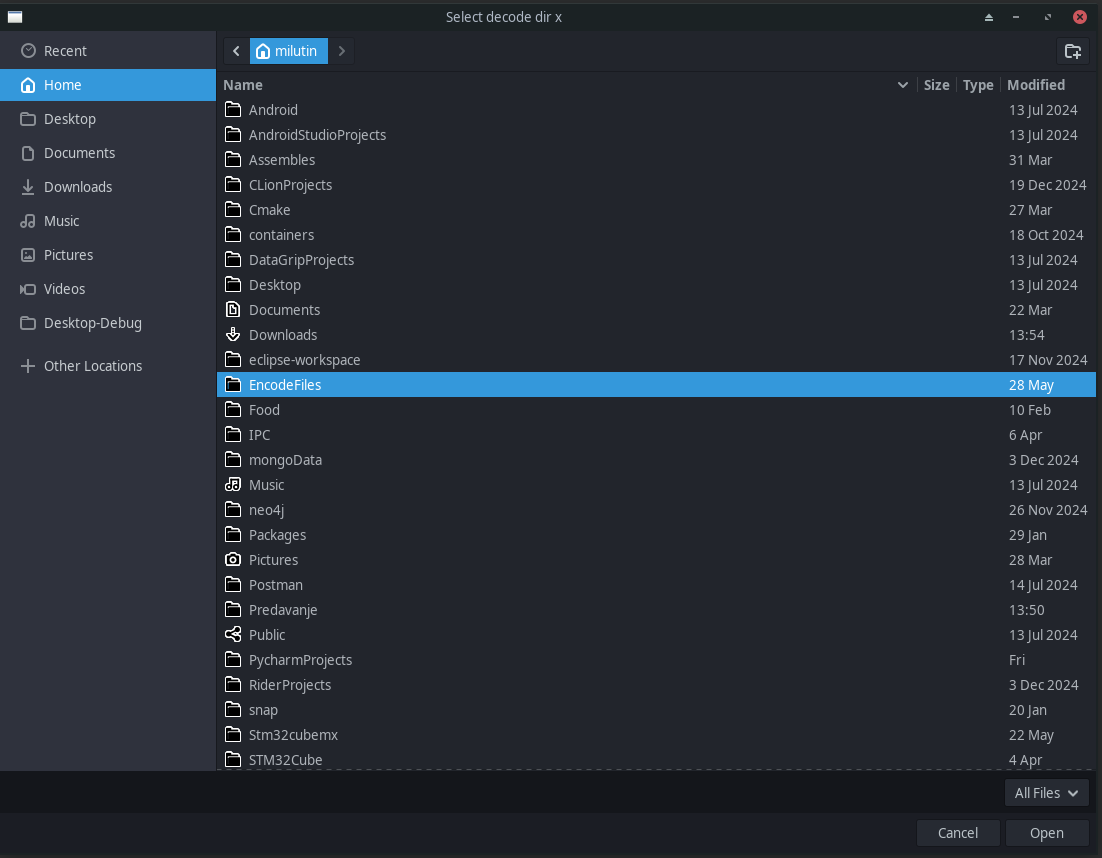 Select decode dir x
Recent
Home
Desktop
Documents
Downloads
Music
Pictures
Videos
Desktop-Debug
Other Locations
milutin
Name Size Type Modified
Android 13 Jul 2024
AndroidStudioProjects 13 Jul 2024
Assembles 31 Mar
CLionProjects 19 Dec 2024
Cmake 27 Mar
containers 18 Oct 2024
DataGripProjects 13 Jul 2024
Desktop 13 Jul 2024
Documents 22 Mar
Downloads 13:54
eclipse-workspace 17 Nov 2024
EncodeFiles 28 May
Food 10 Feb
IPC 6 Apr
mongoData 3 Dec 2024
Music 13 Jul 2024
neo4j 26 Nov 2024
Packages 29 Jan
Pictures 28 Mar
Postman 14 Jul 2024
Predavanje 13:50
Public 13 Jul 2024
PycharmProjects Fri
RiderProjects 3 Dec 2024
snap 20 Jan
Stm32cubemx 22 May
STM32Cube 4 Apr
All Files
Cancel Open